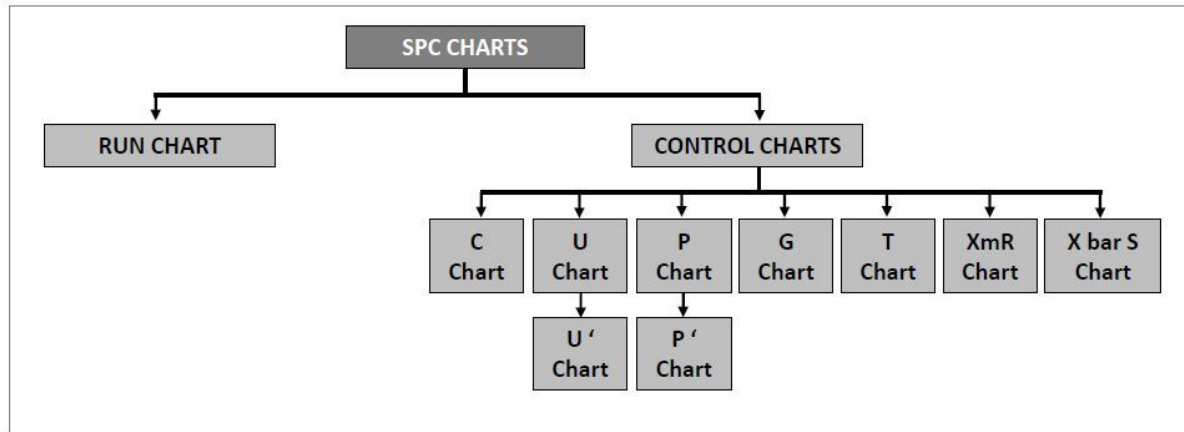 SPC CHARTS
RUN CHART
CONTROL CHARTS
C
Chart
U
Chart
P
Chart
G
Chart
T
Chart
XmR
Chart
X bar S
Chart
U ‘
Chart
P ‘
Chart